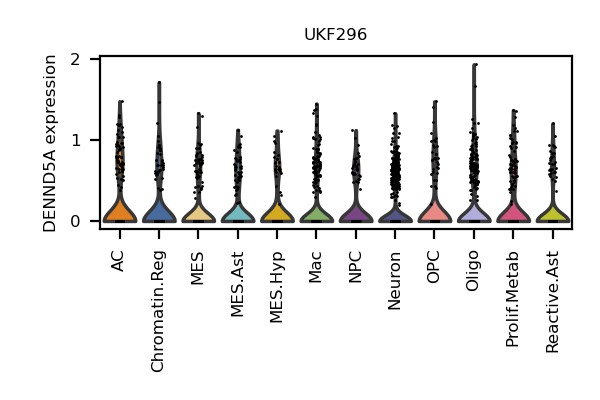 UKF296
DENND5A expression
2
1
0
AC
Chromatin.Reg
MES
MES.Ast
MES.Hyp
Mac
NPC
Neuron
OPC
Oligo
Prolif.Metab
Reactive.Ast